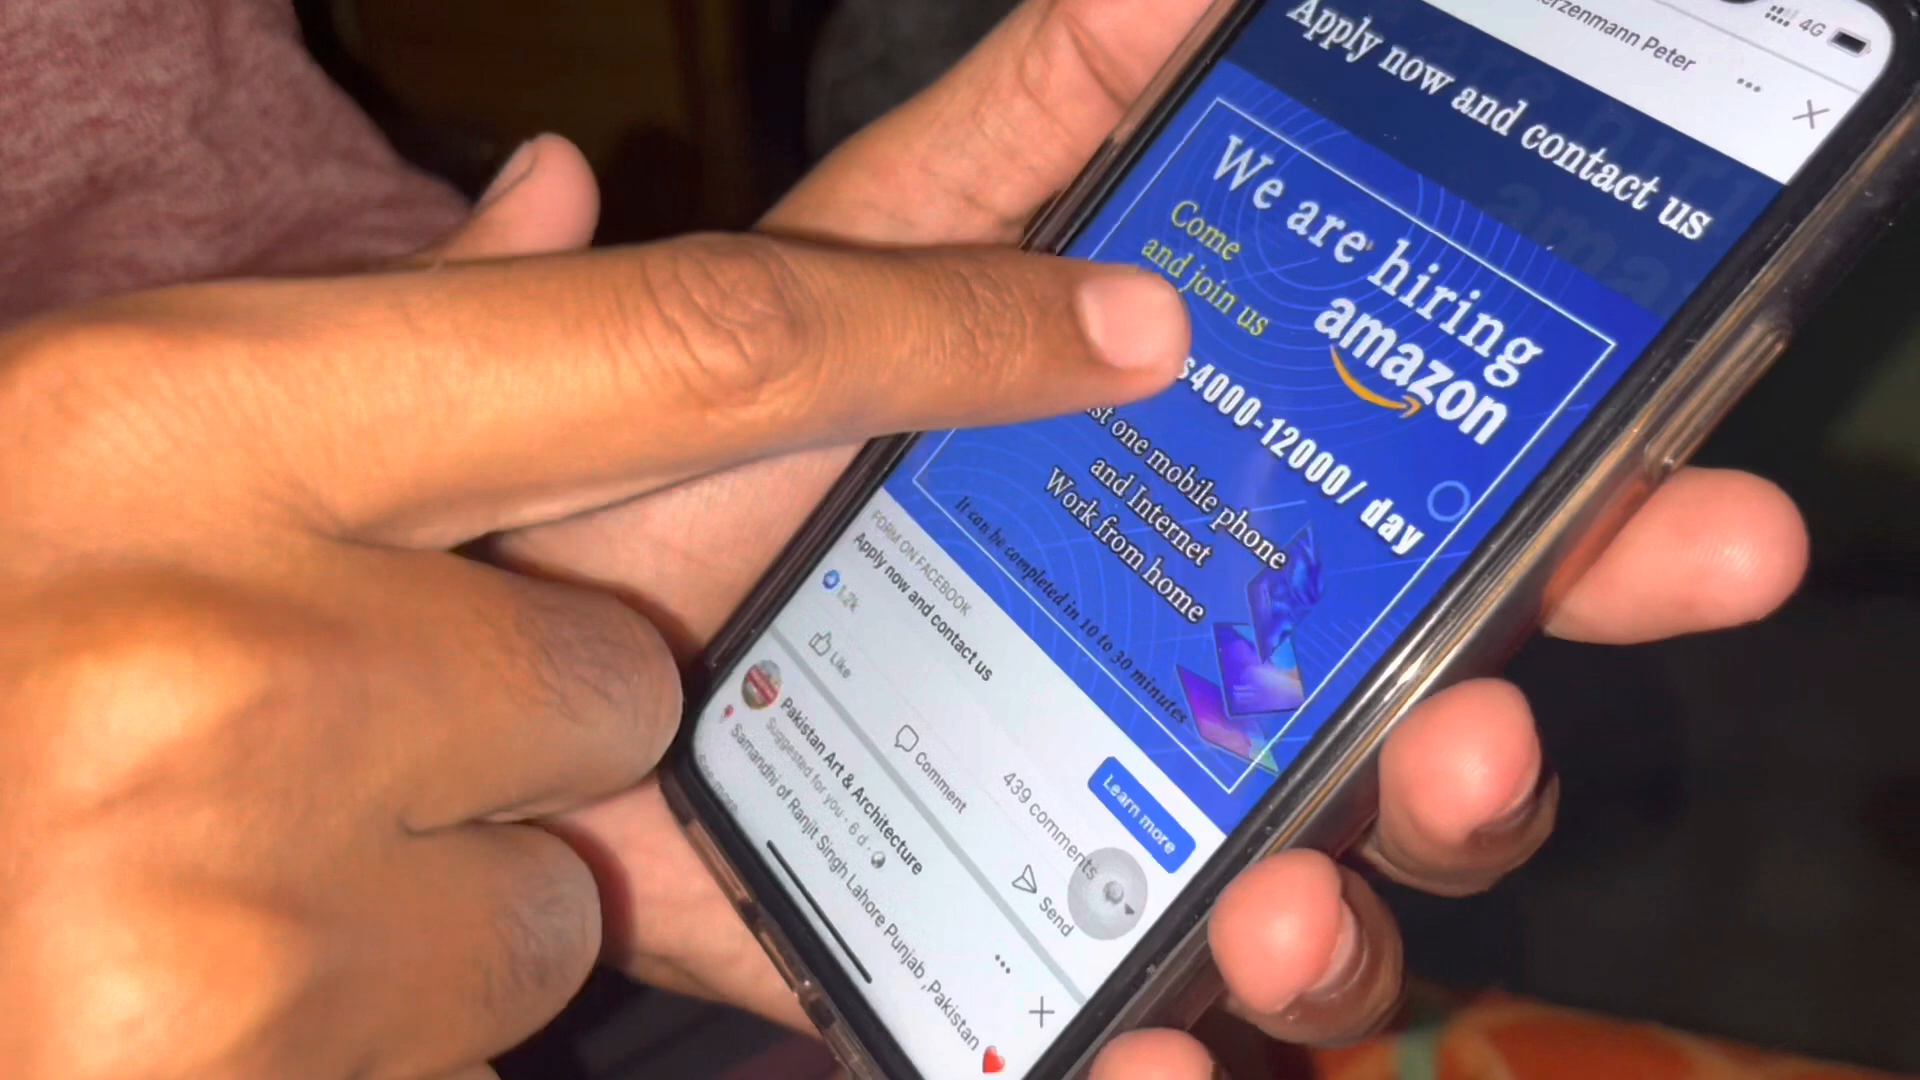 Peter
4G
Apply now and contact us
We are hiring
amazon
Come
and join us
s4000-12000/ day
one mobile phone
and Internet
Work from home
It can be completed in 10 to 30 minutes
FORM ON FACEBOOK
Apply now and contact us
Learn more
1.2k
439 comments
Like
Comment
Send
Pakistan Art & Architecture
Suggested for you · 6 d ·
Samandhi of Ranjit Singh Lahore Punjab ,Pakistan
See more